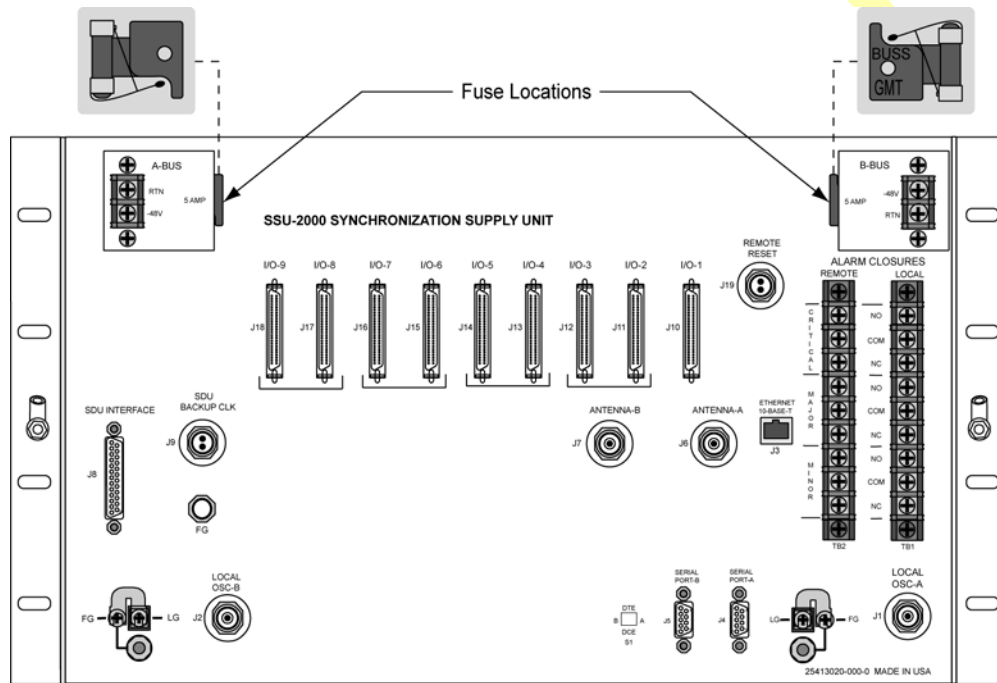 BUSS
GMT
Fuse Locations
A-BUS
RTN
-48V
5 AMP
B-BUS
5 AMP
-48V
RTN
SSU-2000 SYNCHRONIZATION SUPPLY UNIT
REMOTE
RESET
J19
ALARM CLOSURES
REMOTE
LOCAL
I/O-9
I/O-8
I/O-7
I/O-6
I/O-5
I/O-4
I/O-3
I/O-2
I/O-1
J18
J17
J16
J15
J14
J13
J12
J11
J10
CRITICAL
NO
COM
NC
MAJOR
NO
COM
NC
MINOR
NO
COM
NC
TB2
TB1
SDU INTERFACE
J8
SDU
BACKUP CLK
J9
FG
ANTENNA-B
J7
ANTENNA-A
J6
ETHERNET
10-BASE-T
J3
FG
LG
LOCAL
OSC-B
J2
DTE
B
A
DCE
S1
SERIAL
PORT-B
J5
SERIAL
PORT-A
J4
LG
FG
LOCAL
OSC-A
J1
25413020-000-0 MADE IN USA